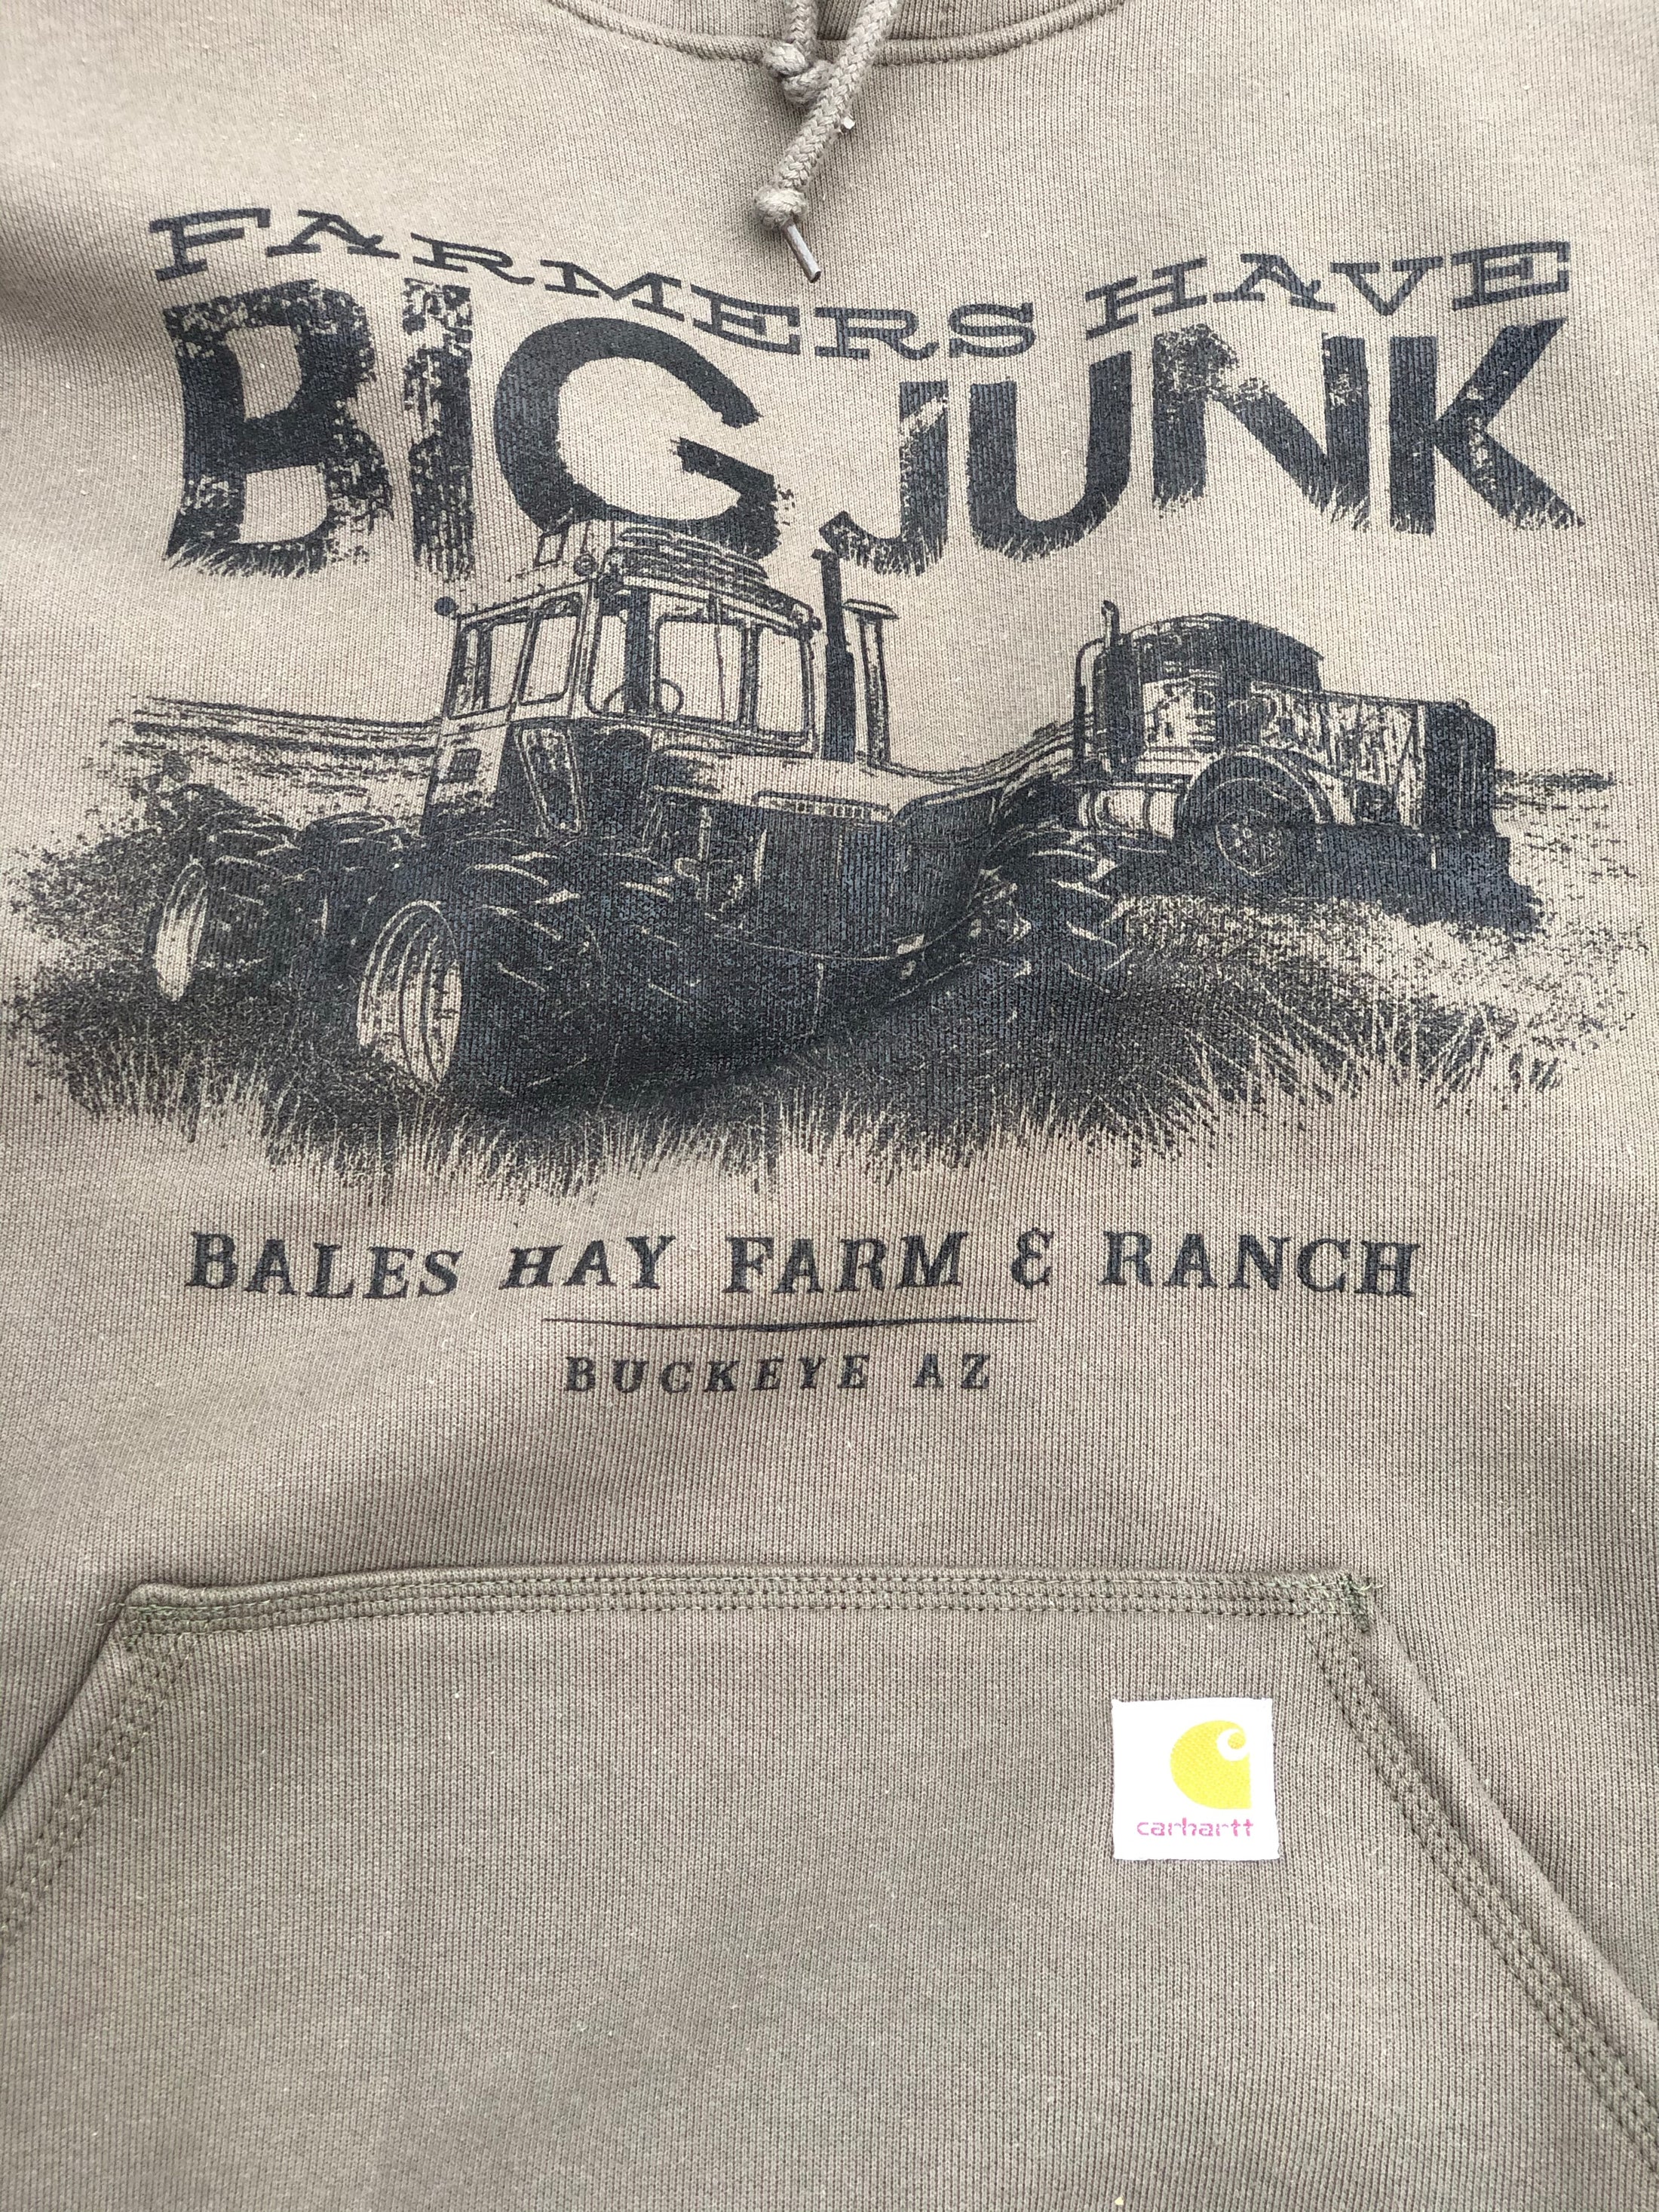 FARMERS HAVE
BIG JUNK
BALES HAY FARM & RANCH
BUCKEYE AZ
carhartt